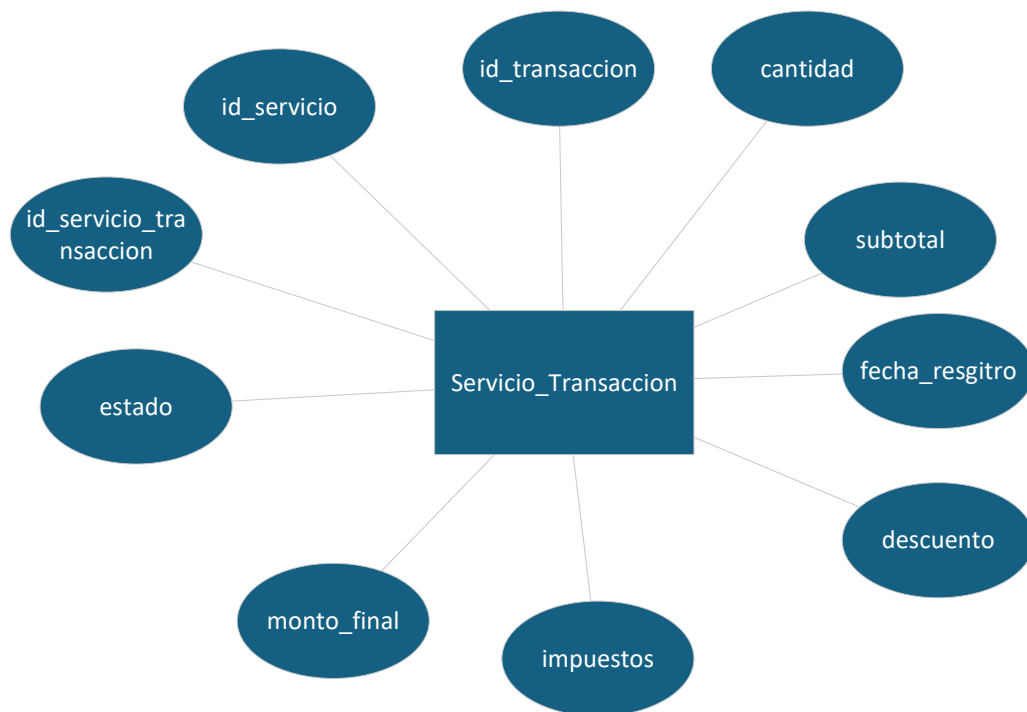 id_transaccion
cantidad
id_servicio
id_servicio_tra
nsaccion
subtotal
Servicio_Transaccion
fecha_resgitro
estado
descuento
monto_final
impuestos